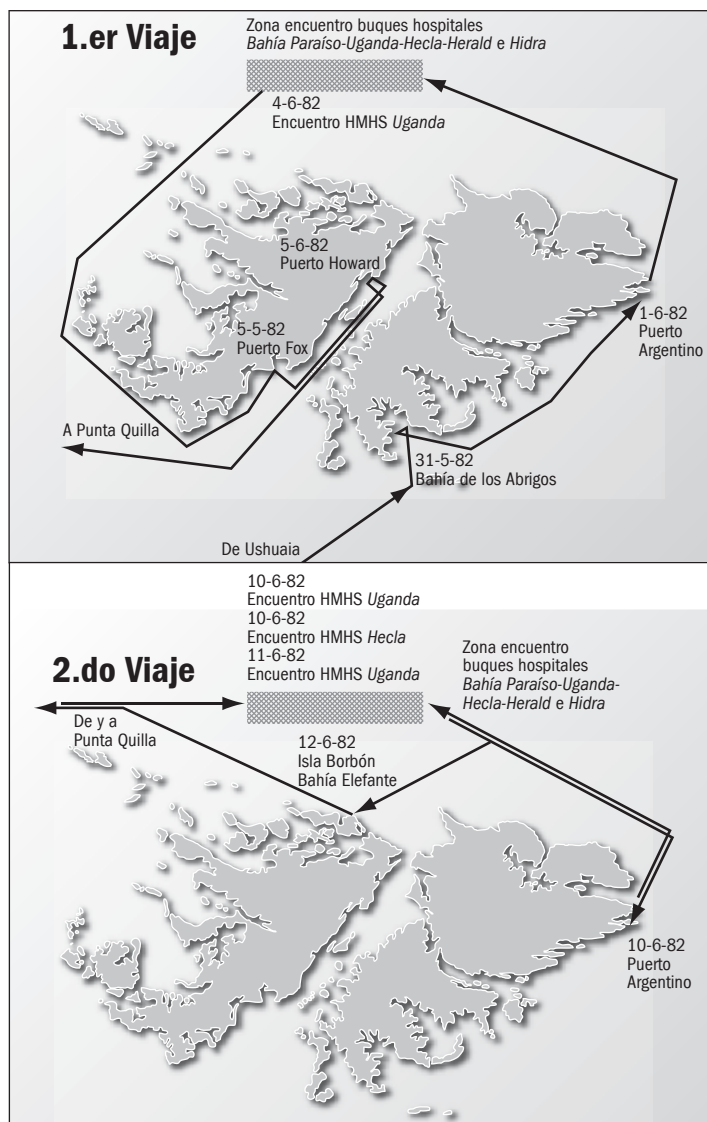 1.er Viaje
Zona encuentro buques hospitales
Bahía Paraíso-Uganda-Hecla-Herald e Hidra
4-6-82
Encuentro HMHS Uganda
5-6-82
Puerto Howard
5-5-82
Puerto Fox
1-6-82
Puerto
Argentino
A Punta Quilla
31-5-82
Bahía de los Abrigos
De Ushuaia
10-6-82
Encuentro HMHS Uganda
10-6-82
Encuentro HMHS Hecla
11-6-82
Encuentro HMHS Uganda
2.do Viaje
Zona encuentro
buques hospitales
Bahía Paraíso-Uganda-
Hecla-Herald e Hidra
De y a
Punta Quilla
12-6-82
Isla Borbón
Bahía Elefante
10-6-82
Puerto
Argentino